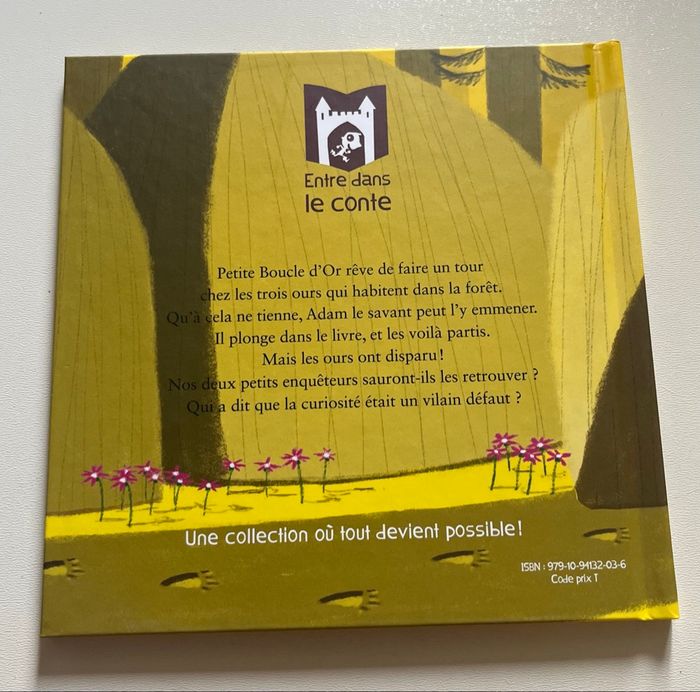 Entre dans
le conte
Petite Boucle d'Or rêve de faire un tour
chez les trois ours qui habitent dans la forêt.
Qu'à cela ne tienne, Adam le savant peut l'y emmener.
Il plonge dans le livre, et les voilà partis.
Mais les ours ont disparu !
Nos deux petits enquêteurs sauront-ils les retrouver ?
Qui a dit que la curiosité était un vilain défaut ?
Une collection où tout devient possible !
ISBN : 979-10-94132-03-6
Code prix T